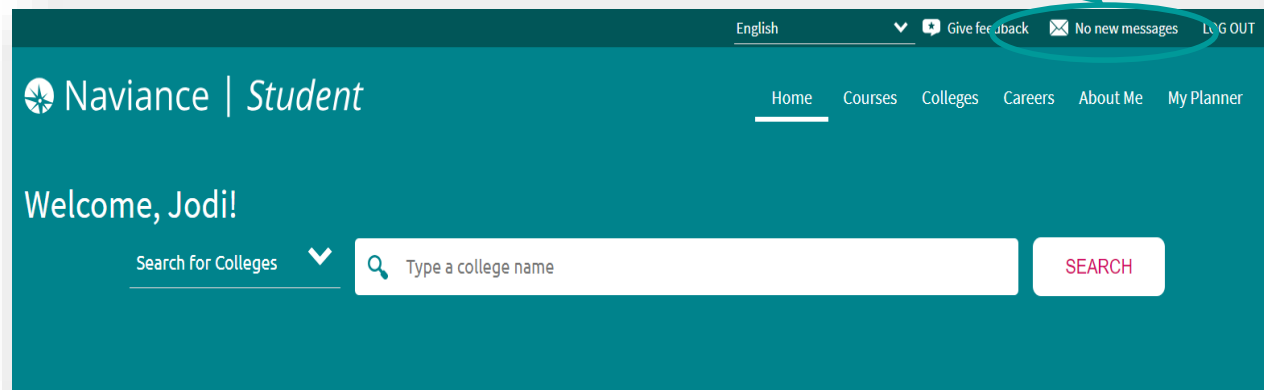 English Give feedback No new messages LOG OUT
Naviance | Student Home Courses Colleges Careers About Me My Planner
Welcome, Jodi!
Search for Colleges Type a college name SEARCH